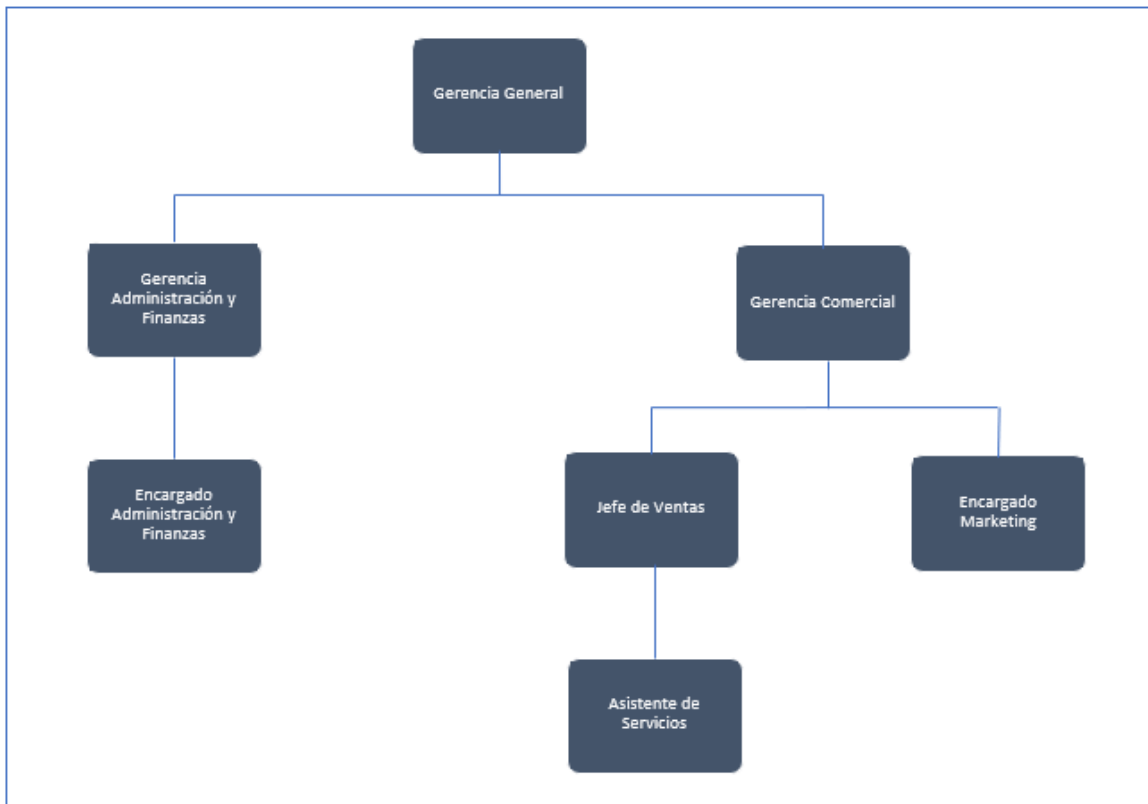 Gerencia General
Gerencia
Administración y
Finanzas
Gerencia Comercial
Encargado
Administración y
Finanzas
Jefe de Ventas
Encargado
Marketing
Asistente de
Servicios